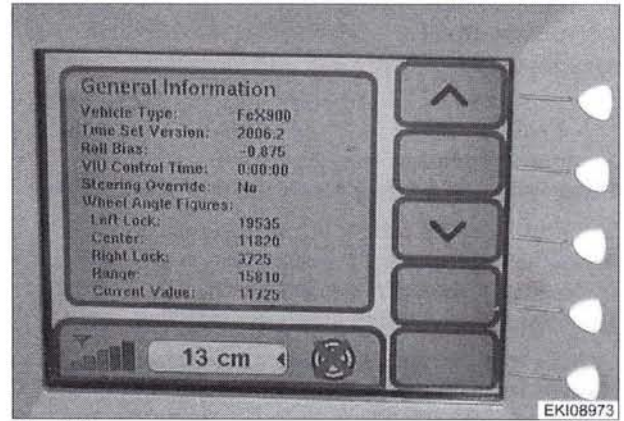 General Information
Vehicle Type: FeX900
Tune Set Version: 2006.2
Roll Bias: -0.875
VIU Control Time: 0:00:00
Steering Override: No
Wheel Angle Figures:
Left Lock: 19535
Center: 11820
Right Lock: 3725
Range: 15810
Current Value: 11725
13 cm
EKI08973